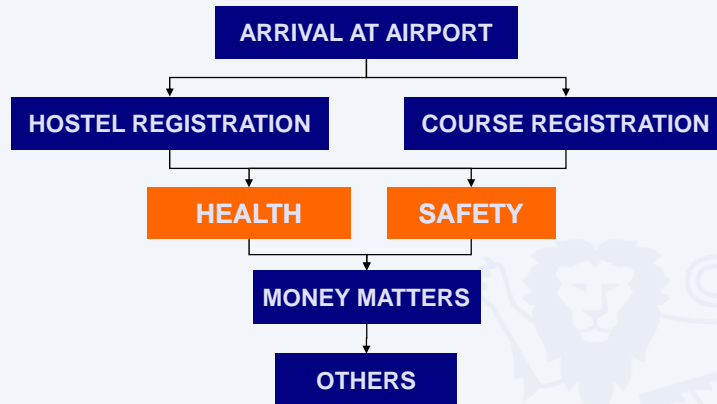 ARRIVAL AT AIRPORT
HOSTEL REGISTRATION
COURSE REGISTRATION
HEALTH
SAFETY
MONEY MATTERS
OTHERS